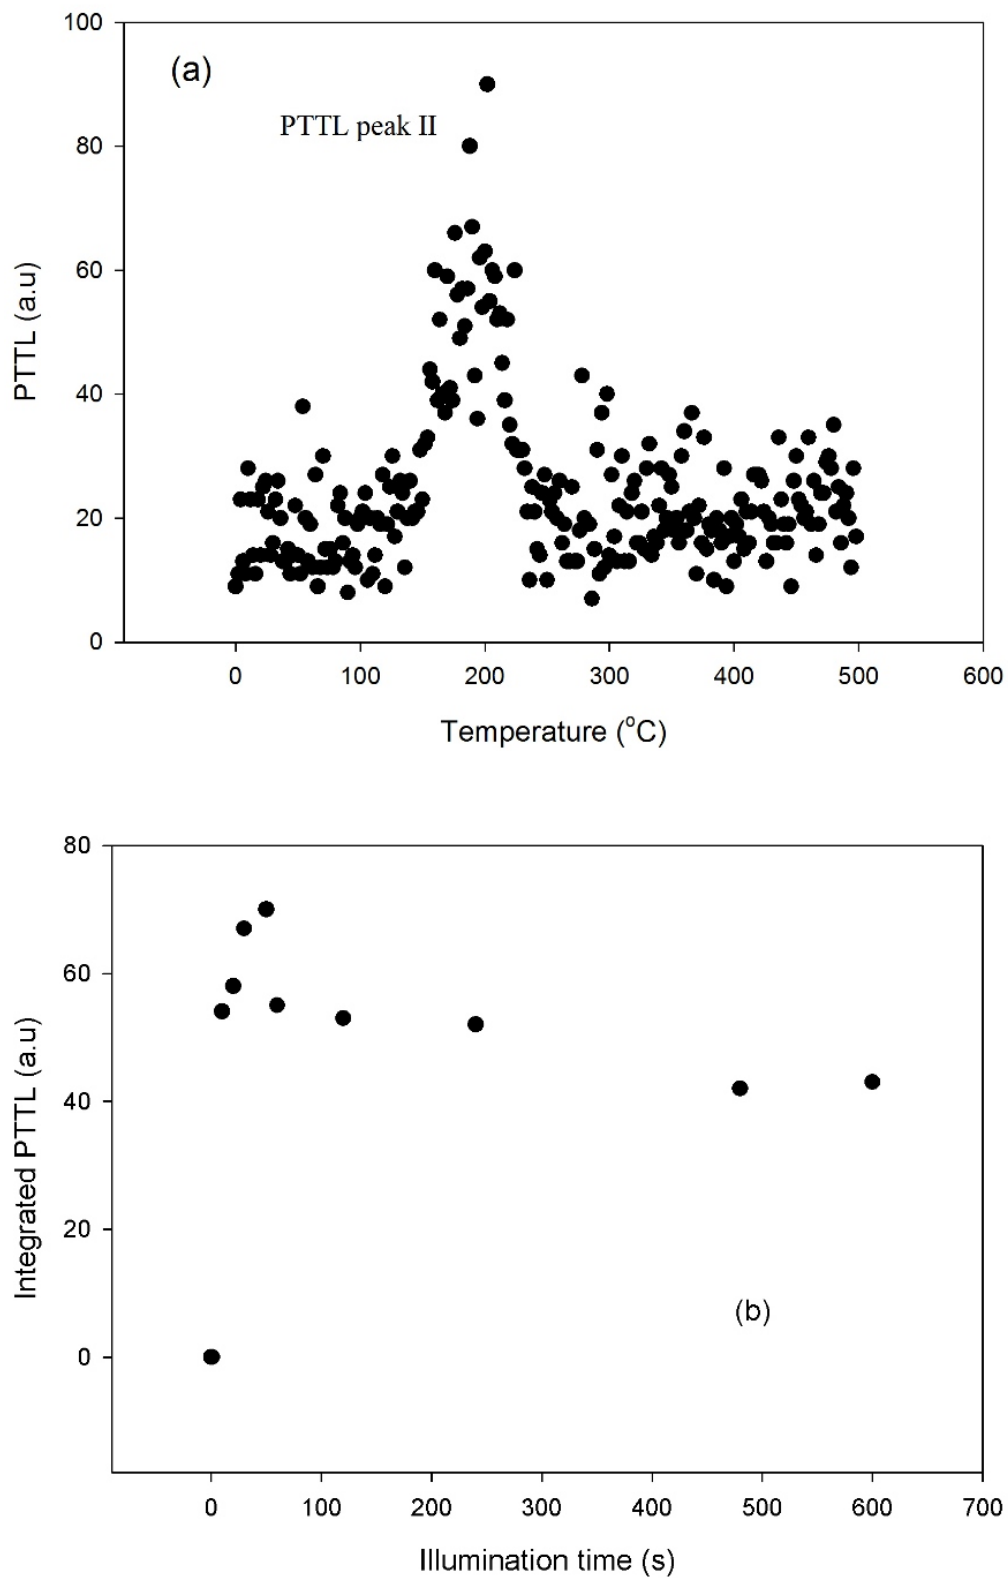 100
(a)
PTTL peak II
80
60
40
20
0
PTTL (a.u)
0 100 200 300 400 500 600
Temperature (°C)
80
60
40
20
0
Integrated PTTL (a.u)
(b)
0 100 200 300 400 500 600 700
Illumination time (s)